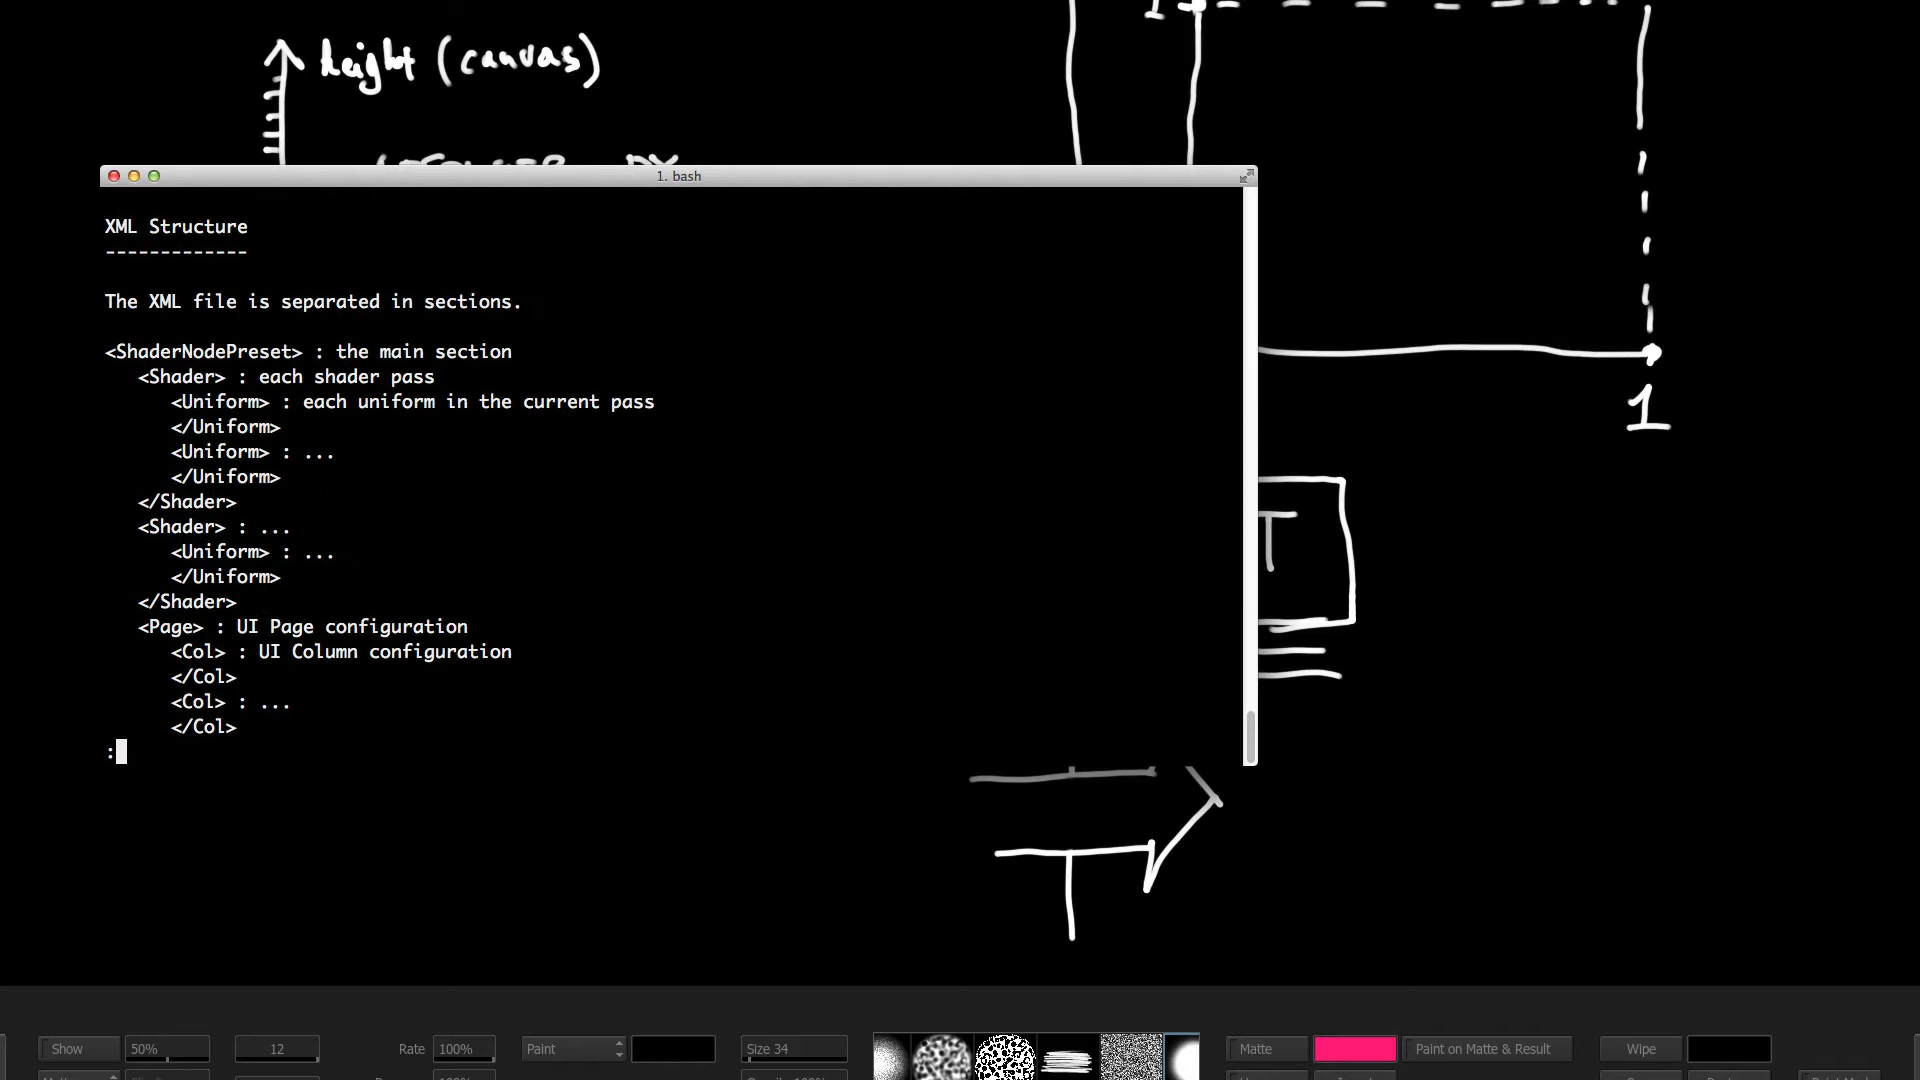 1
height (canvas)
1. bash
XML Structure
-------------
The XML file is separated in sections.
<ShaderNodePreset> : the main section
<Shader> : each shader pass
<Uniform> : each uniform in the current pass
</Uniform>
<Uniform> : ...
</Uniform>
</Shader>
<Shader> : ...
<Uniform> : ...
</Uniform>
</Shader>
<Page> : UI Page configuration
<Col> : UI Column configuration
</Col>
<Col> : ...
</Col>
:
1
T
Show 50% 12 Rate 100% Paint Size 34 Matte Paint on Matte & Result Wipe